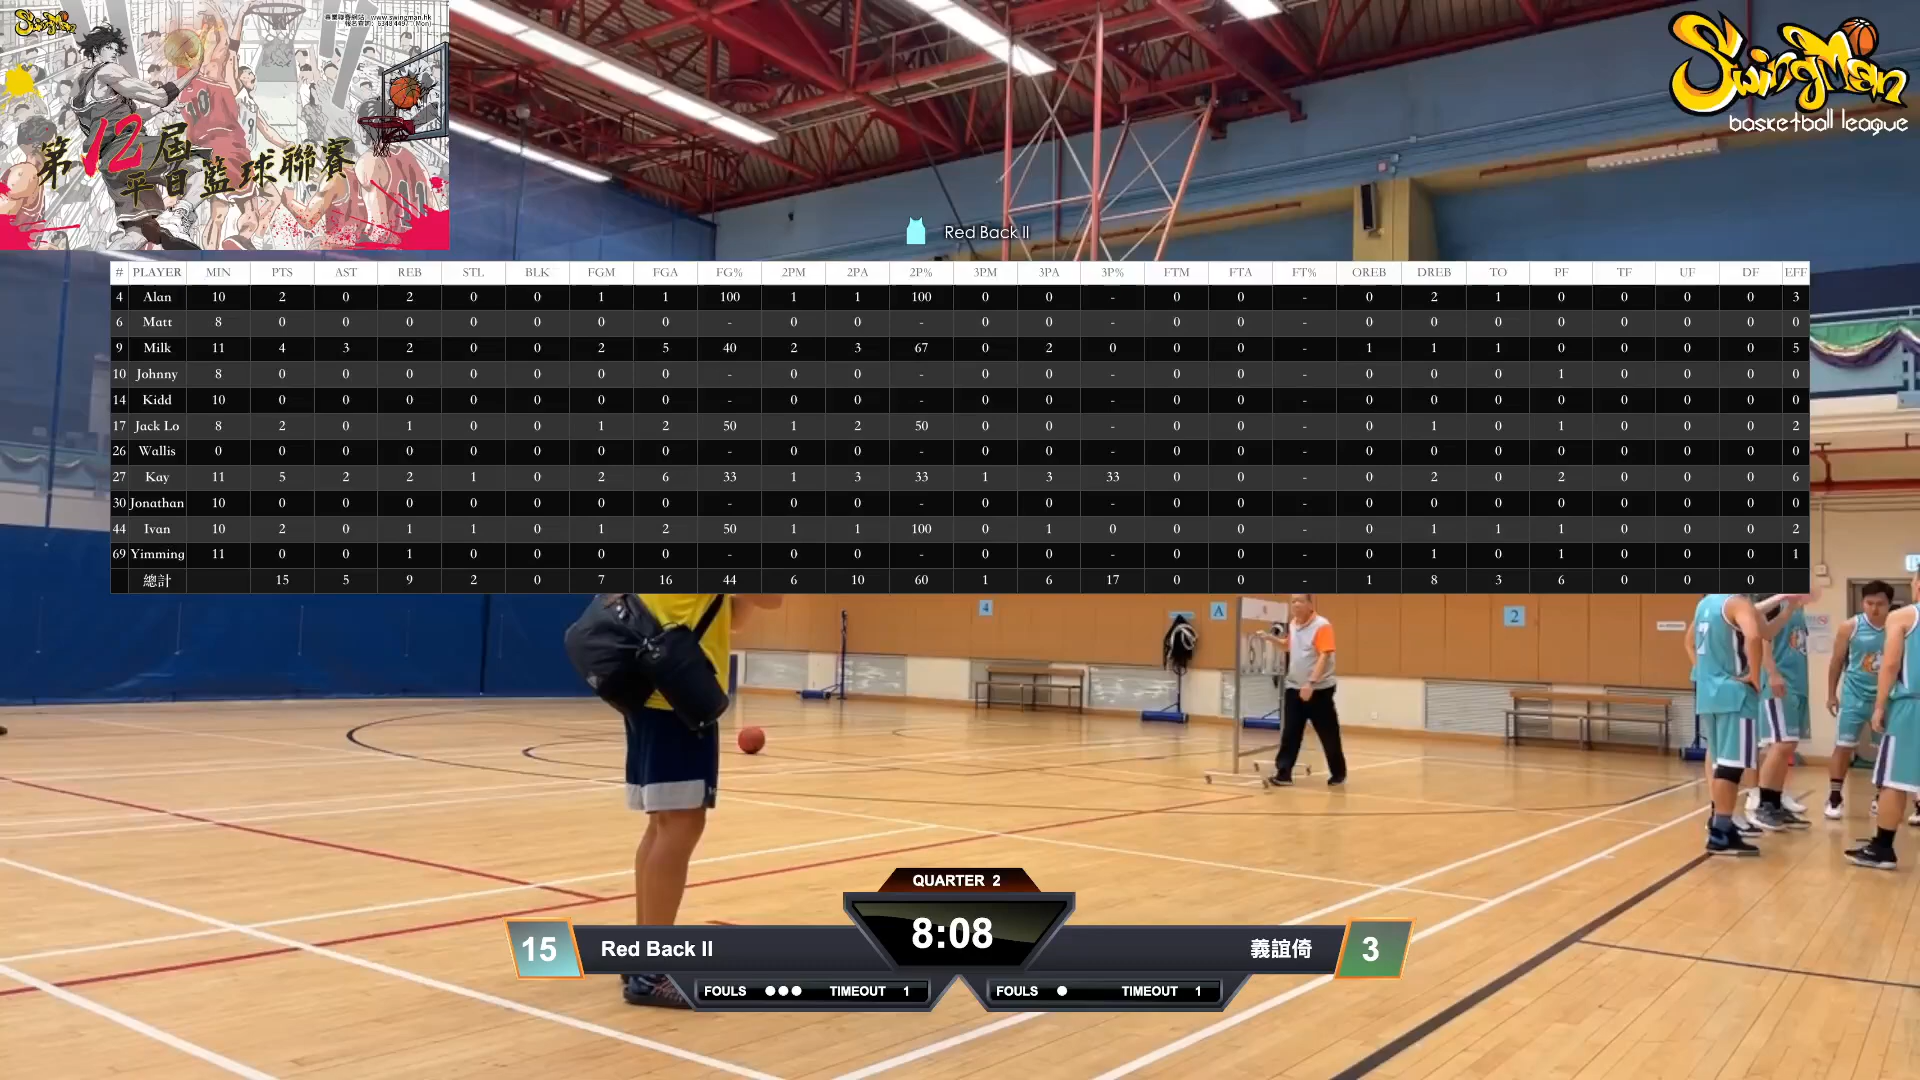 SwingMan
專業聯賽網站: www.swingman.hk
報名查詢: 6348 4497 (Mon)
第12屆
平日籃球聯賽
SwingMan
basketball league
Red Back II
# PLAYER MIN PTS AST REB STL BLK FGM FGA FG% 2PM 2PA 2P% 3PM 3PA 3P% FTM FTA FT% OREB DREB TO PF TF UF DF EFF
4 Alan 10 2 0 2 0 0 1 1 100 1 1 100 0 0 - 0 0 - 0 2 1 0 0 0 0 3
6 Matt 8 0 0 0 0 0 0 0 - 0 0 - 0 0 - 0 0 - 0 0 0 0 0 0 0 0
9 Milk 11 4 3 2 0 0 2 5 40 2 3 67 0 2 0 0 0 - 1 1 1 0 0 0 0 5
10 Johnny 8 0 0 0 0 0 0 0 - 0 0 - 0 0 - 0 0 - 0 0 0 1 0 0 0 0
14 Kidd 10 0 0 0 0 0 0 0 - 0 0 - 0 0 - 0 0 - 0 0 0 0 0 0 0 0
17 Jack Lo 8 2 0 1 0 0 1 2 50 1 2 50 0 0 - 0 0 - 0 1 0 1 0 0 0 2
26 Wallis 0 0 0 0 0 0 0 0 - 0 0 - 0 0 - 0 0 - 0 0 0 0 0 0 0 0
27 Kay 11 5 2 2 1 0 2 6 33 1 3 33 1 3 33 0 0 - 0 2 0 2 0 0 0 6
30 Jonathan 10 0 0 0 0 0 0 0 - 0 0 - 0 0 - 0 0 - 0 0 0 0 0 0 0 0
44 Ivan 10 2 0 1 1 0 1 2 50 1 1 100 0 1 0 0 0 - 0 1 1 1 0 0 0 2
69 Yimming 11 0 0 1 0 0 0 0 - 0 0 - 0 0 - 0 0 - 0 1 0 1 0 0 0 1
總計 15 5 9 2 0 7 16 44 6 10 60 1 6 17 0 0 - 1 8 3 6 0 0 0
4
A
2
QUARTER 2
15 Red Back II 8:08 義誼倚 3
FOULS TIMEOUT 1 FOULS TIMEOUT 1